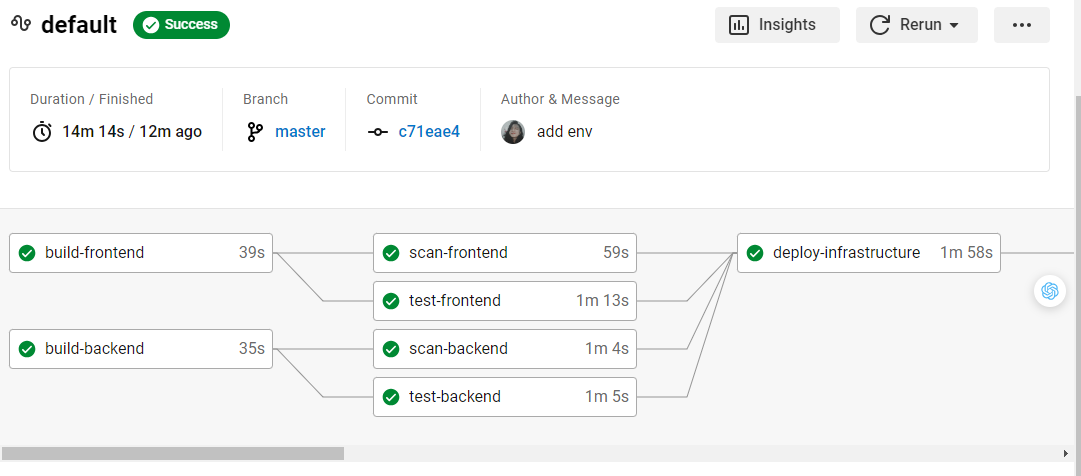 default Success Insights Rerun
Duration / Finished Branch Commit Author & Message
14m 14s / 12m ago master c71eae4 add env
build-frontend 39s scan-frontend 59s deploy-infrastructure 1m 58s
test-frontend 1m 13s
build-backend 35s scan-backend 1m 4s
test-backend 1m 5s